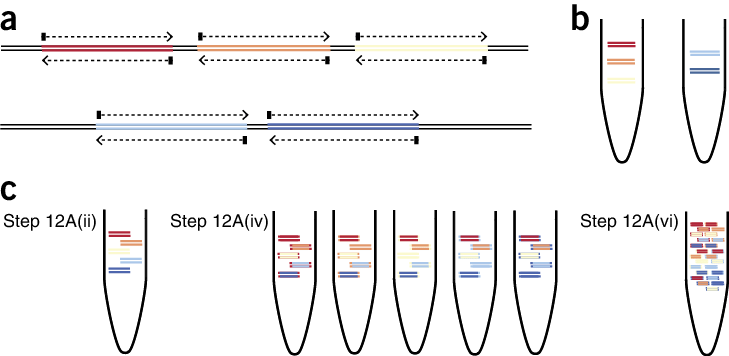 a
b
c
Step 12A(ii)
Step 12A(iv)
Step 12A(vi)